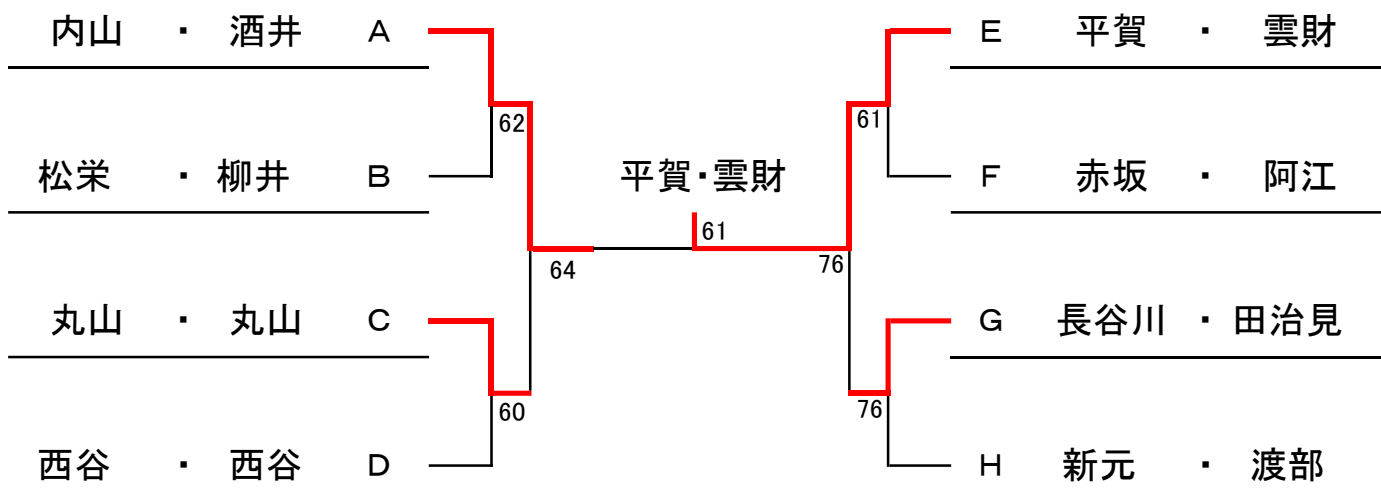 内山 ・ 酒井 A
E 平賀 ・ 雲財
62
61
松栄 ・ 柳井 B
平賀・雲財
F 赤坂 ・ 阿江
61
64
76
丸山 ・ 丸山 C
G 長谷川 ・ 田治見
60
76
西谷 ・ 西谷 D
H 新元 ・ 渡部